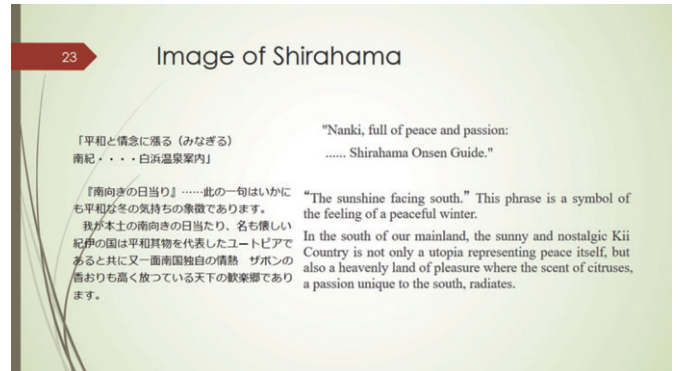 23
Image of Shirahama
「平和と情念に漲る（みなぎる）
南紀・・・・白浜温泉案内」
『南向きの日当り』……此の一句はいかに
も平和な冬の気持ちの象徴であります。
我が本土の南向きの日当たり、名も懐しい
紀伊の国は平和其物を代表したユートピアで
あると共に又一面南国独自の情熱　ザボンの
香おりも高く放つている天下の歓楽郷であり
ます。
"Nanki, full of peace and passion:
...... Shirahama Onsen Guide."
“The sunshine facing south.” This phrase is a symbol of
the feeling of a peaceful winter.
In the south of our mainland, the sunny and nostalgic Kii
Country is not only a utopia representing peace itself, but
also a heavenly land of pleasure where the scent of citruses,
a passion unique to the south, radiates.